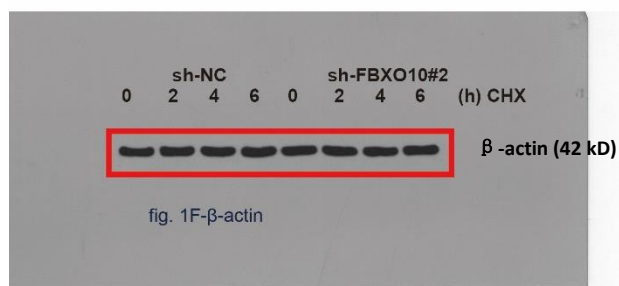 sh-NC sh-FBXO10#2
0 2 4 6 0 2 4 6 (h) CHX
β-actin (42 kD)
fig. 1F-β-actin